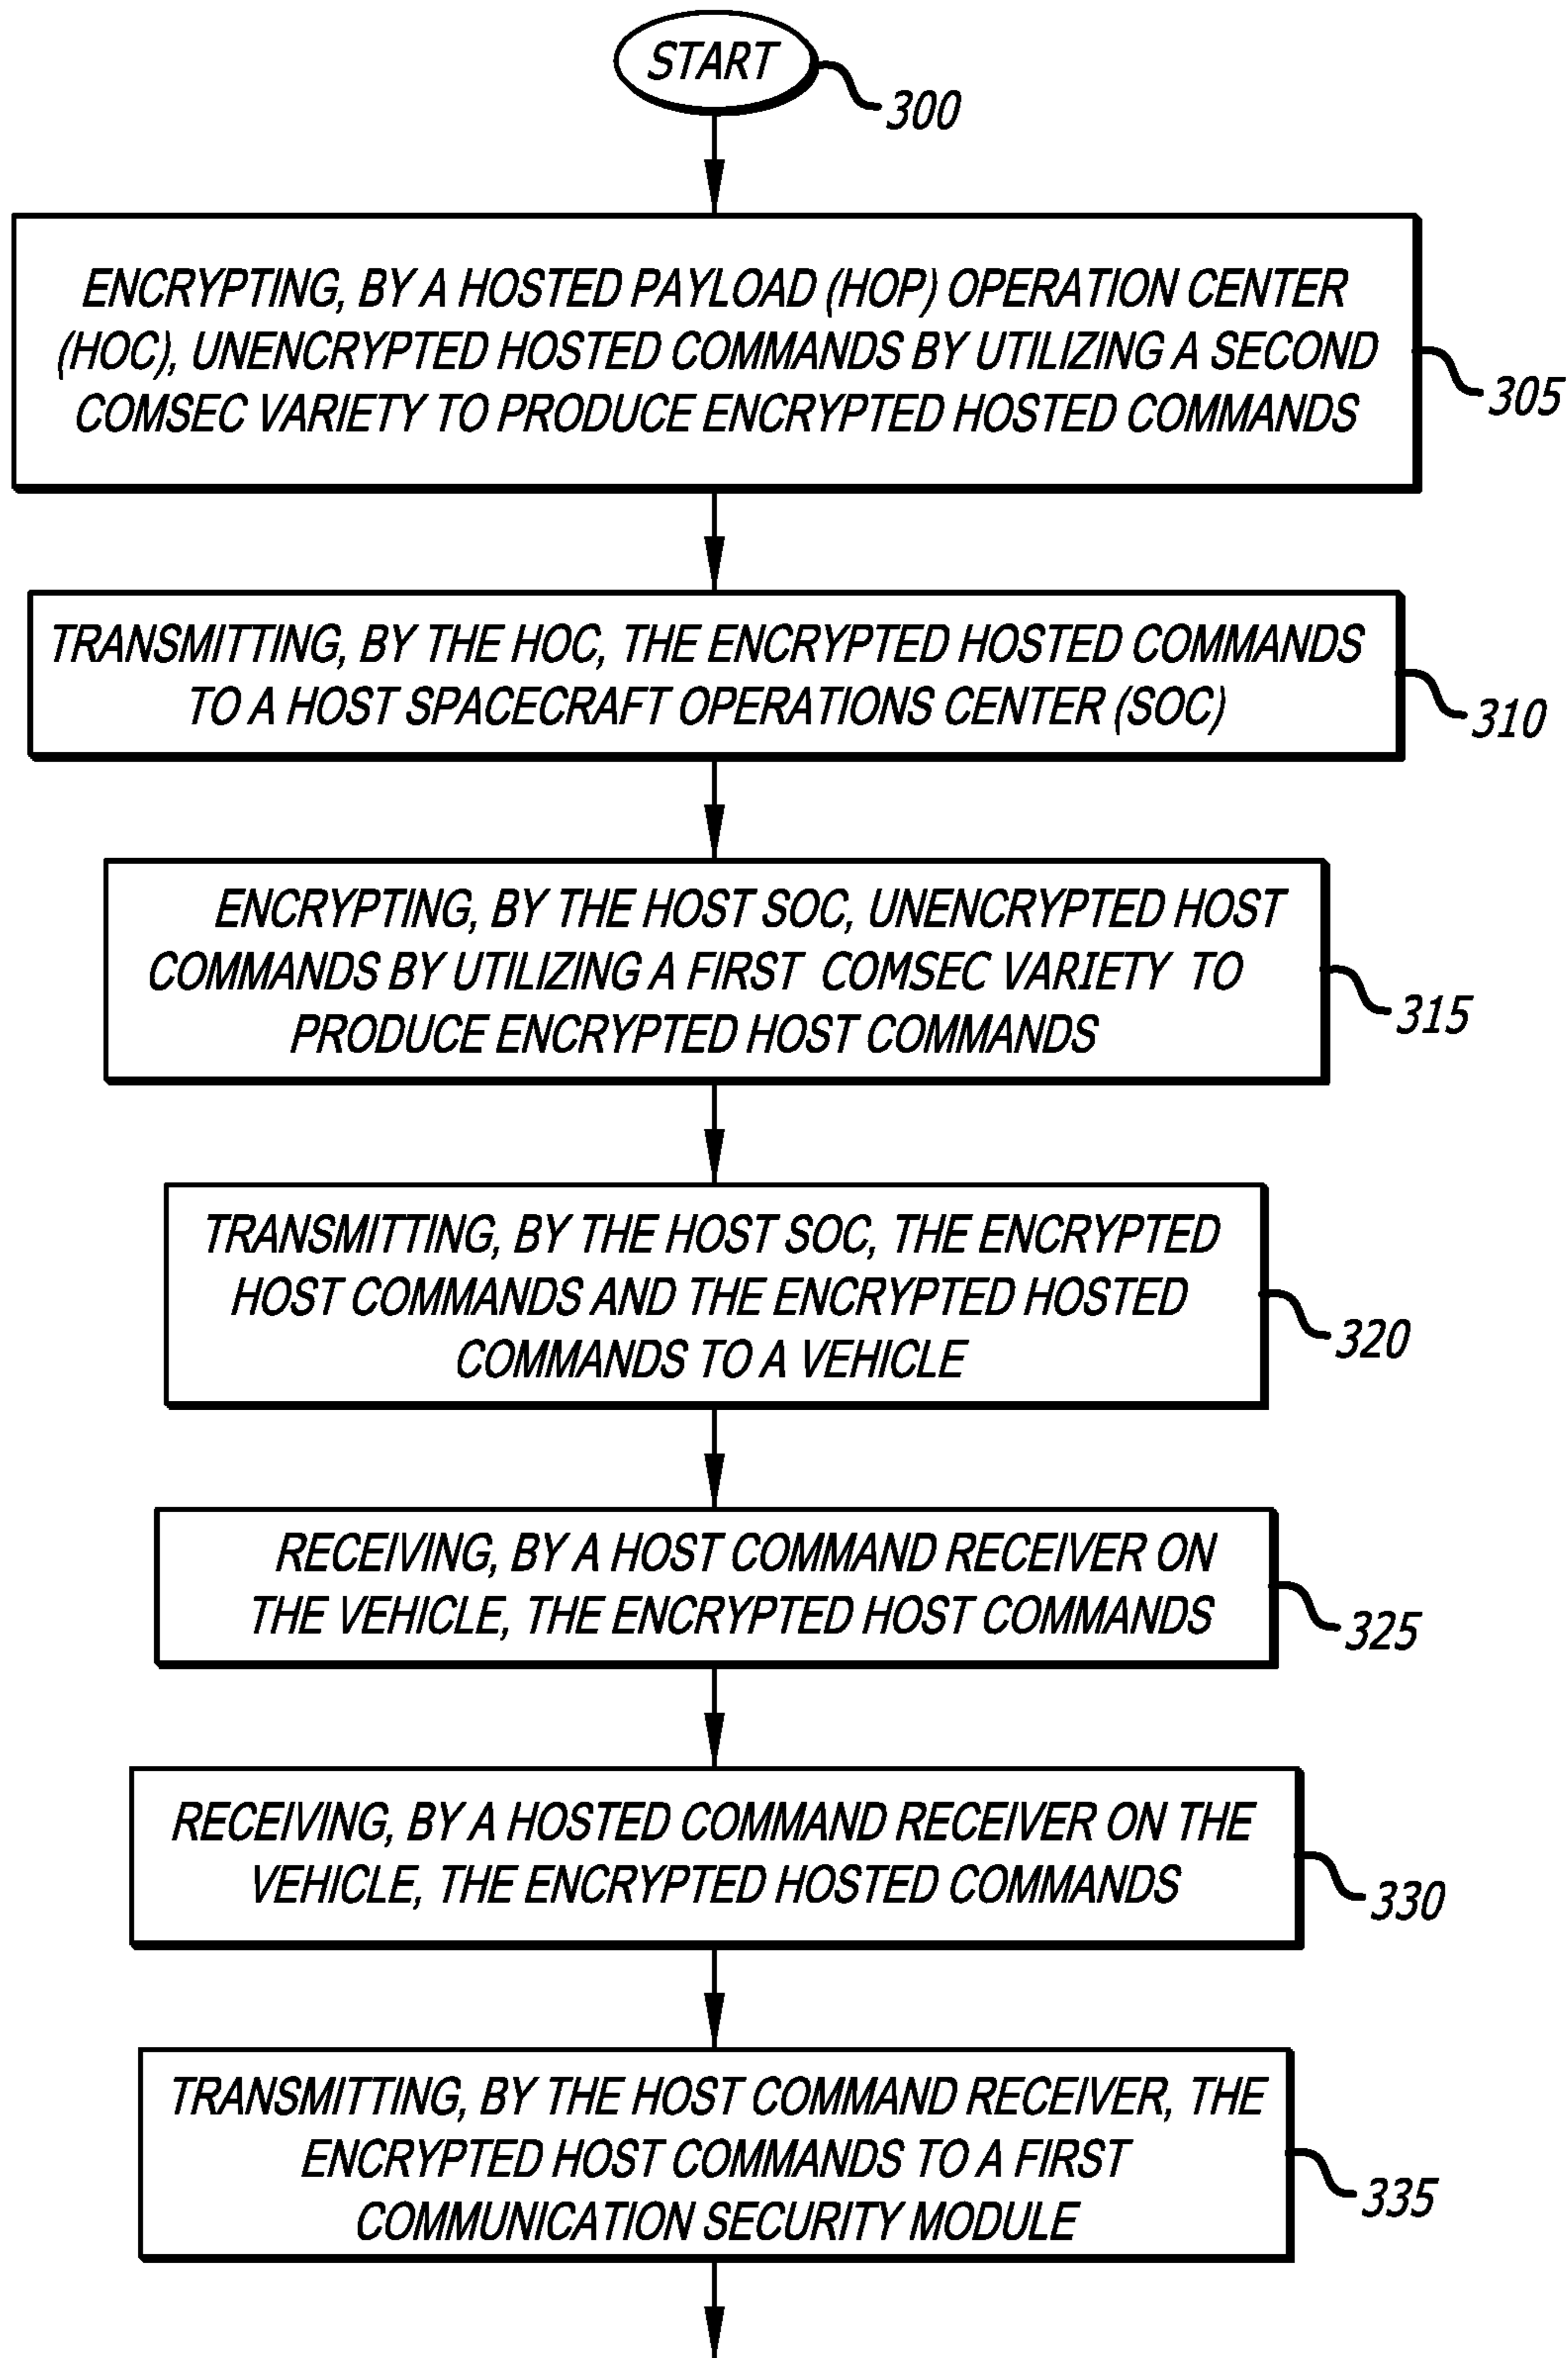 START
300
ENCRYPTING, BY A HOSTED PAYLOAD (HOP) OPERATION CENTER
(HOC), UNENCRYPTED HOSTED COMMANDS BY UTILIZING A SECOND
COMSEC VARIETY TO PRODUCE ENCRYPTED HOSTED COMMANDS
305
TRANSMITTING, BY THE HOC, THE ENCRYPTED HOSTED COMMANDS
TO A HOST SPACECRAFT OPERATIONS CENTER (SOC)
310
ENCRYPTING, BY THE HOST SOC, UNENCRYPTED HOST
COMMANDS BY UTILIZING A FIRST COMSEC VARIETY TO
PRODUCE ENCRYPTED HOST COMMANDS
315
TRANSMITTING, BY THE HOST SOC, THE ENCRYPTED
HOST COMMANDS AND THE ENCRYPTED HOSTED
COMMANDS TO A VEHICLE
320
RECEIVING, BY A HOST COMMAND RECEIVER ON
THE VEHICLE, THE ENCRYPTED HOST COMMANDS
325
RECEIVING, BY A HOSTED COMMAND RECEIVER ON THE
VEHICLE, THE ENCRYPTED HOSTED COMMANDS
330
TRANSMITTING, BY THE HOST COMMAND RECEIVER, THE
ENCRYPTED HOST COMMANDS TO A FIRST
COMMUNICATION SECURITY MODULE
335